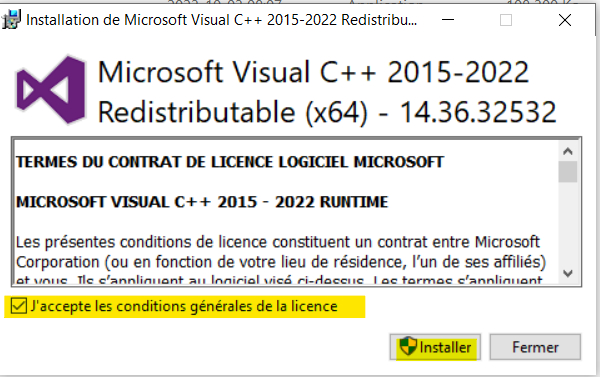 Installation de Microsoft Visual C++ 2015-2022 Redistribu...
Microsoft Visual C++ 2015-2022
Redistributable (x64) - 14.36.32532
TERMES DU CONTRAT DE LICENCE LOGICIEL MICROSOFT
MICROSOFT VISUAL C++ 2015 - 2022 RUNTIME
Les présentes conditions de licence constituent un contrat entre Microsoft
Corporation (ou en fonction de votre lieu de résidence, l'un de ses affiliés)
et vous. Ils s'appliquent au logiciel visé ci-dessus. Les termes s'appliquent
J'accepte les conditions générales de la licence
Installer
Fermer